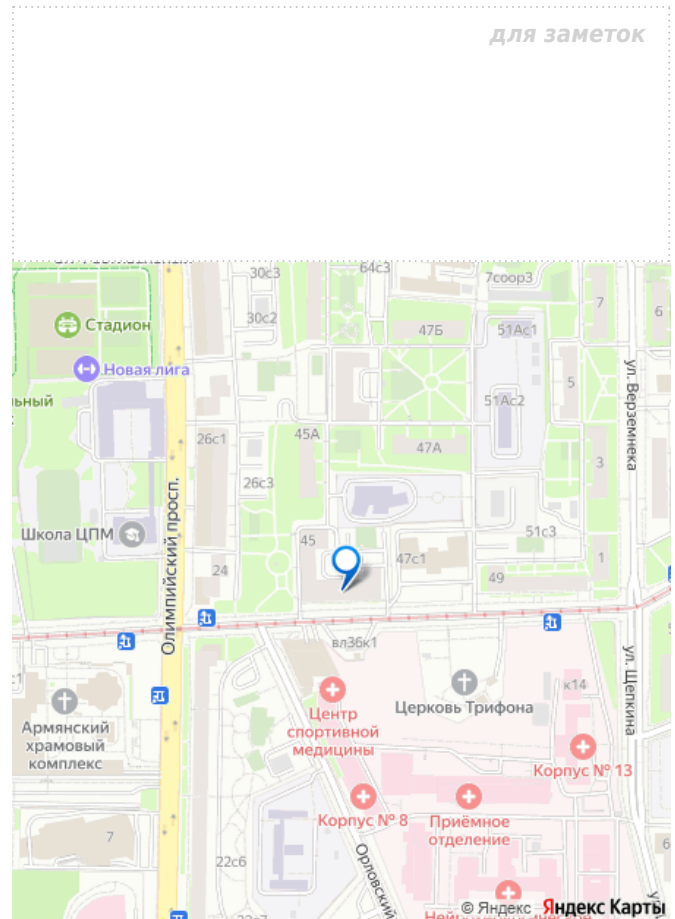 для заметок
30с3
64с3
7соор3
7
6
30с2
47Б
51Ас1
Стадион
Новая лига
5
льный
51Ас2
ул. Верземнека
26с1
45А
47А
3
26с3
Олимпийский просп.
Школа ЦПМ
45
51с3
47с1
1
24
49
вл36к1
ул. Щепкина
с1
к14
Церковь Трифона
Армянский
храмовый
комплекс
Центр
спортивной
медицины
Корпус № 13
Корпус № 8
Приёмное
отделение
7
22с6
Орловский
6
© Яндекс Яндекс Карты